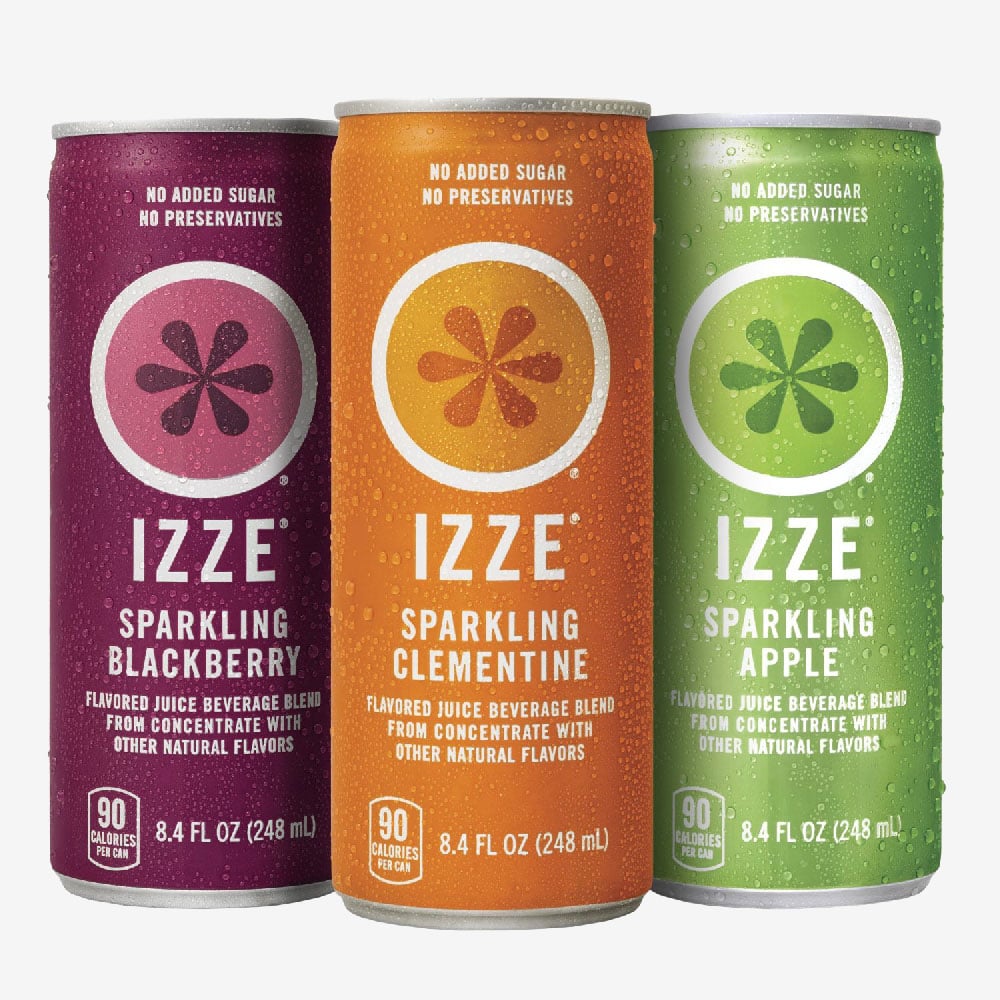 NO ADDED SUGAR
NO PRESERVATIVES
®
IZZE®
SPARKLING
BLACKBERRY
FLAVORED JUICE BEVERAGE BLEND
FROM CONCENTRATE WITH
OTHER NATURAL FLAVORS
90
CALORIES
PER CAN
8.4 FL OZ (248 mL)
NO ADDED SUGAR
NO PRESERVATIVES
®
IZZE®
SPARKLING
CLEMENTINE
FLAVORED JUICE BEVERAGE BLEND
FROM CONCENTRATE WITH
OTHER NATURAL FLAVORS
90
CALORIES
PER CAN
8.4 FL OZ (248 mL)
NO ADDED SUGAR
NO PRESERVATIVES
®
IZZE®
SPARKLING
APPLE
FLAVORED JUICE BEVERAGE BLEND
FROM CONCENTRATE WITH
OTHER NATURAL FLAVORS
90
CALORIES
PER CAN
8.4 FL OZ (248 mL)